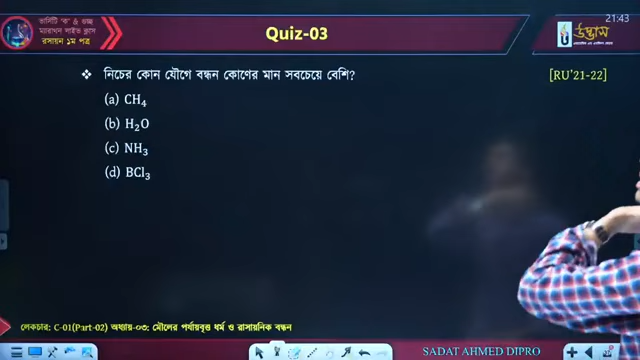 ভার্সিটি 'ক' ও গুচ্ছ
ম্যারাথন লাইভ ক্লাস
রসায়ন ১ম পত্র
Quiz-03
21:43
উদ্ভাস
❖ নিচের কোন যৌগে বন্ধন কোণের মান সবচেয়ে বেশি?
[RU'21-22]
(a) CH₄
(b) H₂O
(c) NH₃
(d) BCl₃
লেকচার: C-01(Part-02) অধ্যায়-০৩: মৌলের পর্যায়বৃত্ত ধর্ম ও রাসায়নিক বন্ধন
SADAT AHMED DIPRO